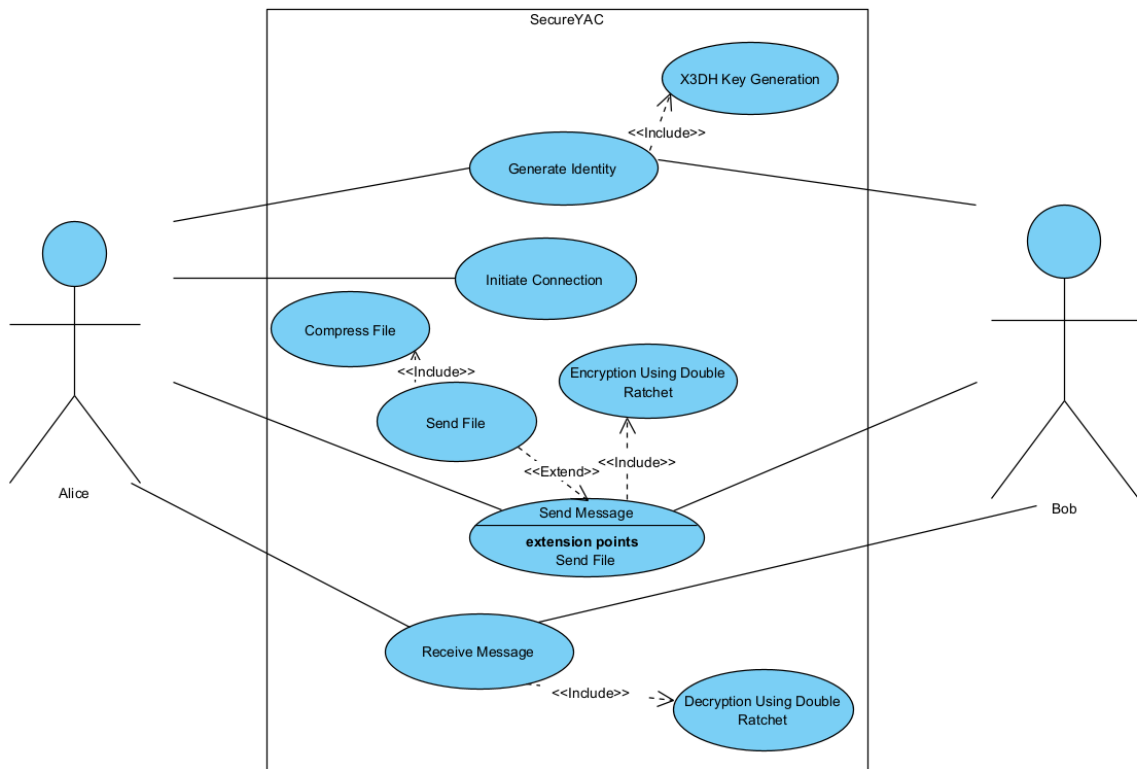 SecureYAC
X3DH Key Generation
<<Include>>
Generate Identity
Initiate Connection
Compress File
<<Include>>
Encryption Using Double
Ratchet
Send File
<<Extend>>
<<Include>>
Send Message
extension points
Send File
Alice
Bob
Receive Message
<<Include>>
Decryption Using Double
Ratchet